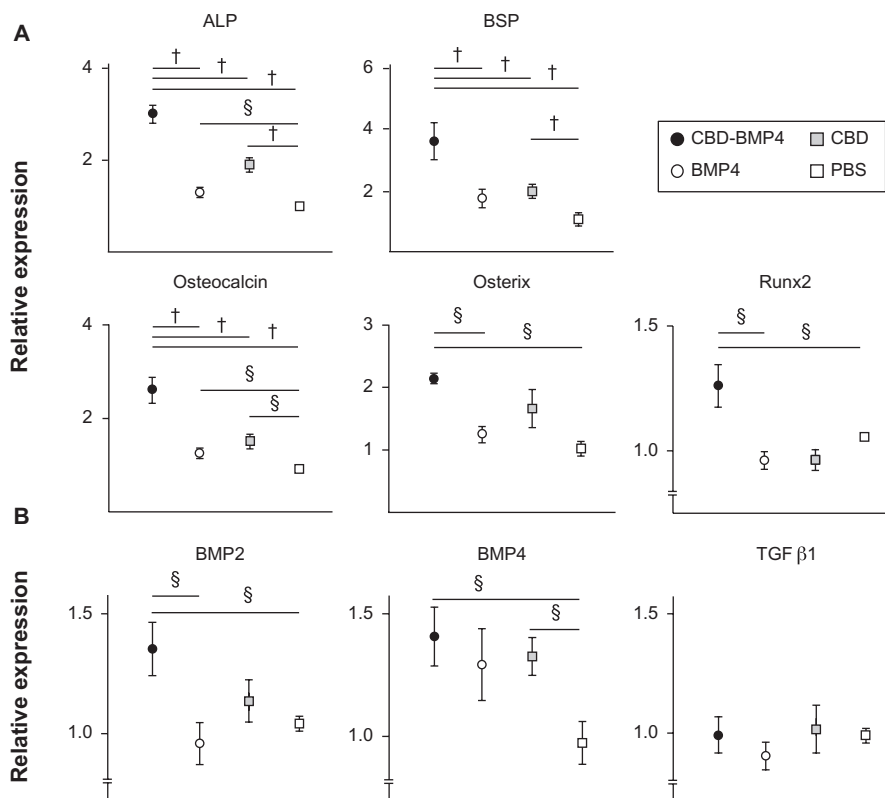 A
ALP
BSP
† † †
§
†
† † †
†
4
2
6
4
2
CBD-BMP4 CBD
BMP4 PBS
Relative expression
Osteocalcin
Osterix
Runx2
† † †
§
§
§ §
§ §
4
2
3
2
1
1.5
1.0
B
BMP2
BMP4
TGF β1
§ §
§
§
Relative expression
1.5
1.0
1.5
1.0
1.5
1.0